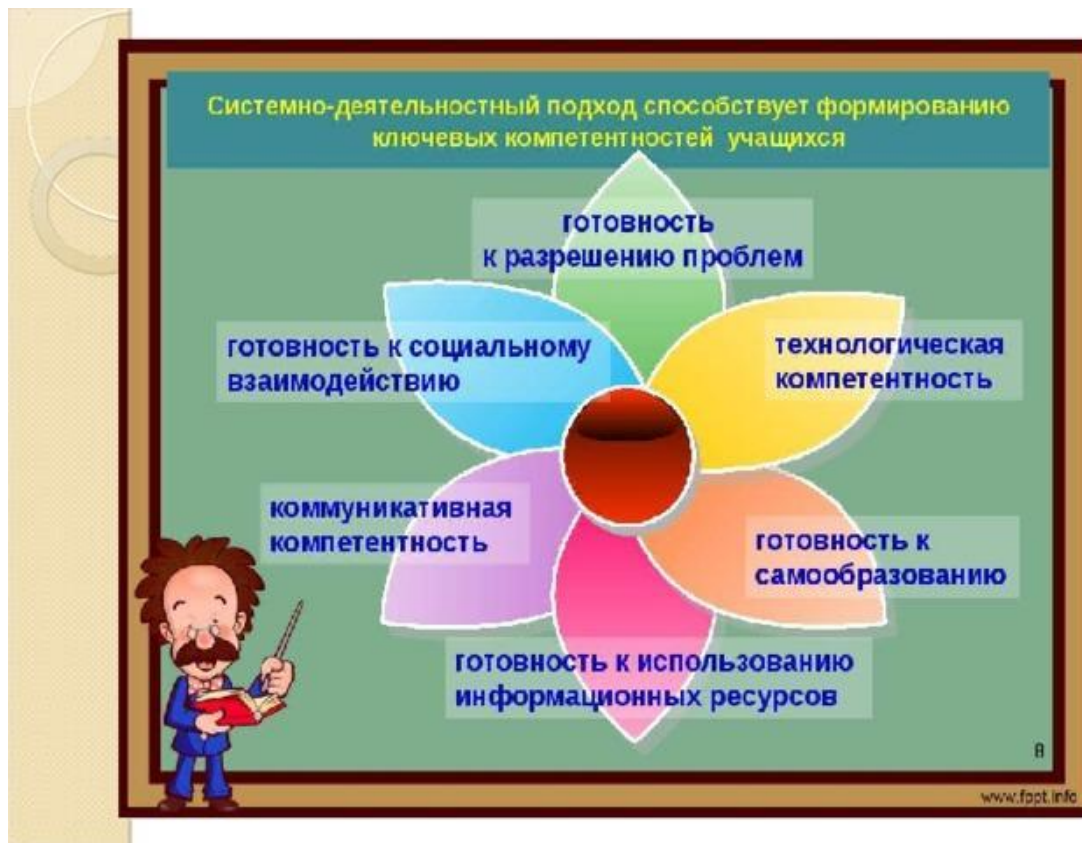 Системно-деятельностный подход способствует формированию
ключевых компетентностей учащихся
готовность
к разрешению проблем
готовность к социальному
взаимодействию
технологическая
компетентность
коммуникативная
компетентность
готовность к
самообразованию
готовность к использованию
информационных ресурсов
8
www.fppt.info